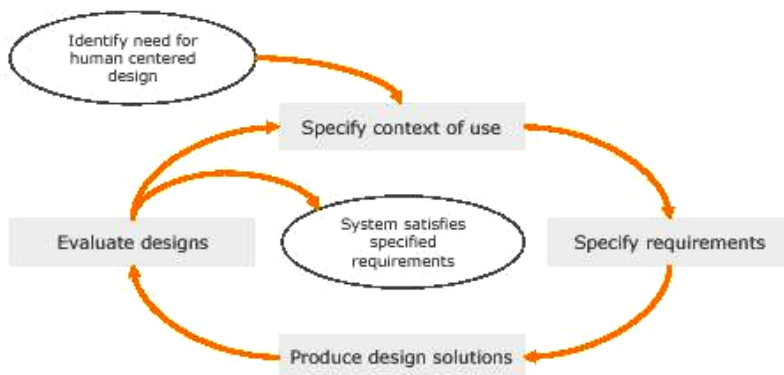 Identify need for
human centered
design
Specify context of use
Evaluate designs
System satisfies
specified
requirements
Specify requirements
Produce design solutions